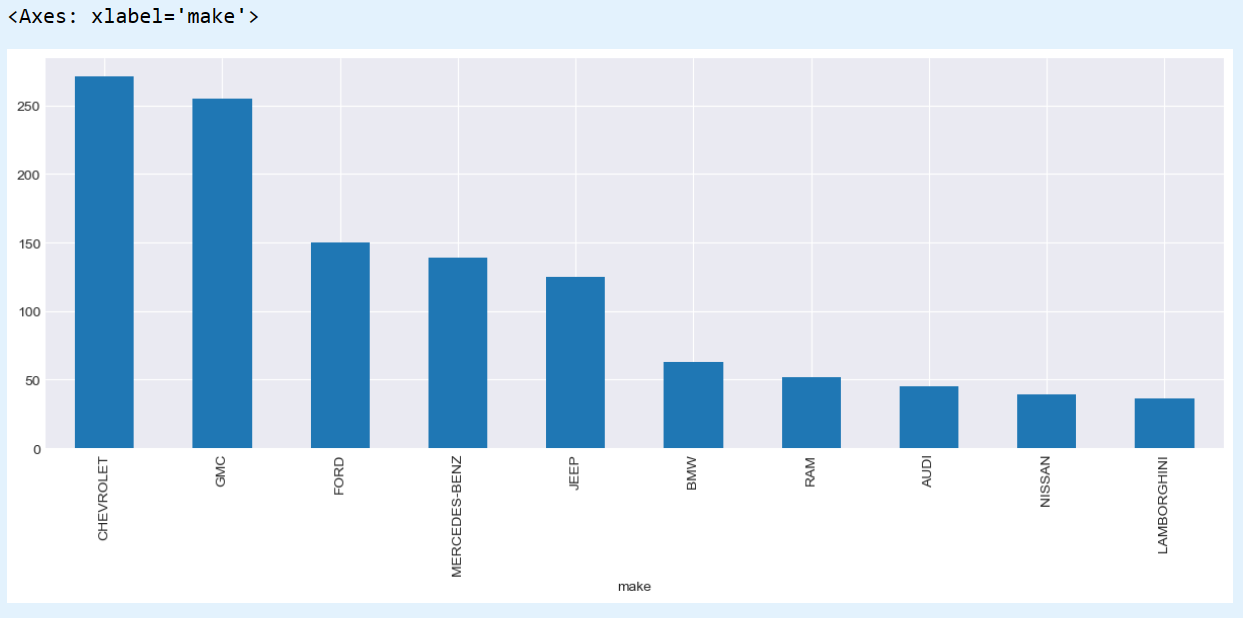 <Axes: xlabel='make'>
250
200
150
100
50
0
CHEVROLET
GMC
FORD
MERCEDES-BENZ
JEEP
BMW
RAM
AUDI
NISSAN
LAMBORGHINI
make